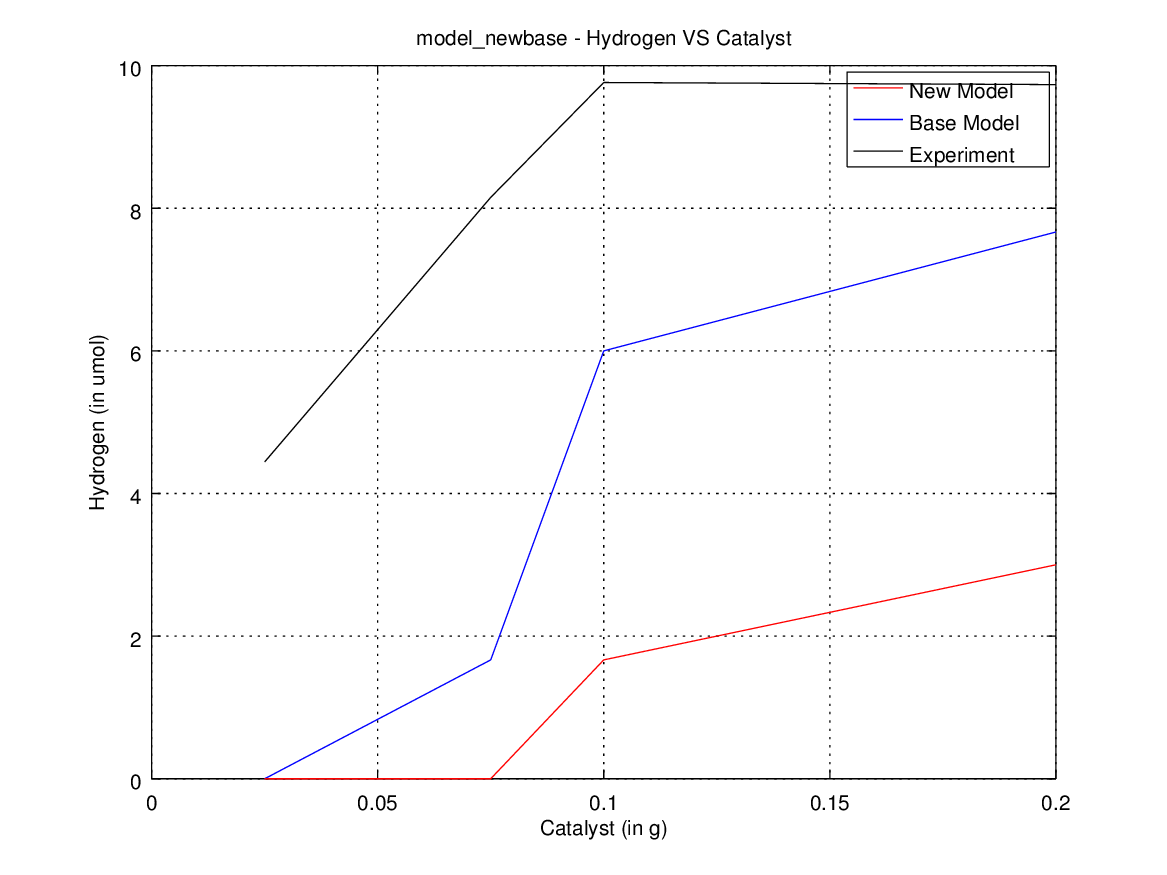 model_newbase - Hydrogen VS Catalyst
10
New Model
Base Model
Experiment
8
6
4
2
0
Hydrogen (in umol)
0 0.05 0.1 0.15 0.2
Catalyst (in g)